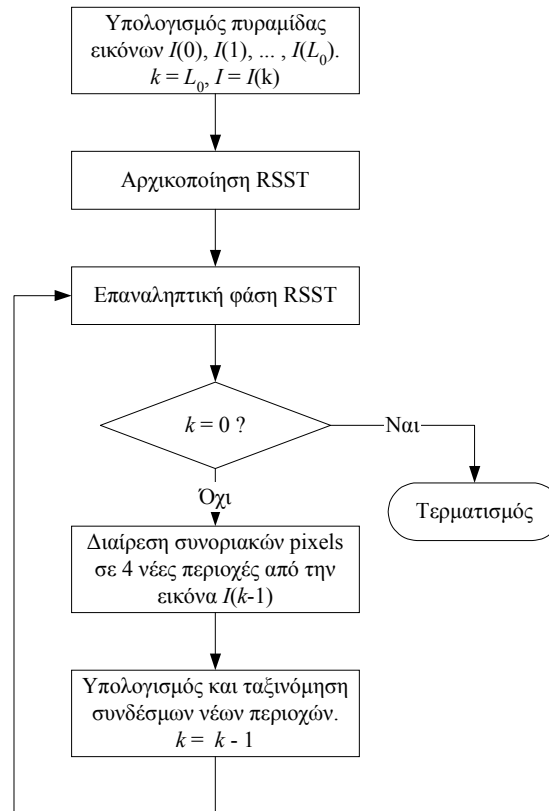 Υπολογισμός πυραμίδας
εικόνων I(0), I(1), ... , I(L₀).
k = L₀, I = I(k)
Αρχικοποίηση RSST
Επαναληπτική φάση RSST
k = 0 ?
Ναι
Όχι
Τερματισμός
Διαίρεση συνοριακών pixels
σε 4 νέες περιοχές από την
εικόνα I(k-1)
Υπολογισμός και ταξινόμηση
συνδέσμων νέων περιοχών.
k = k - 1